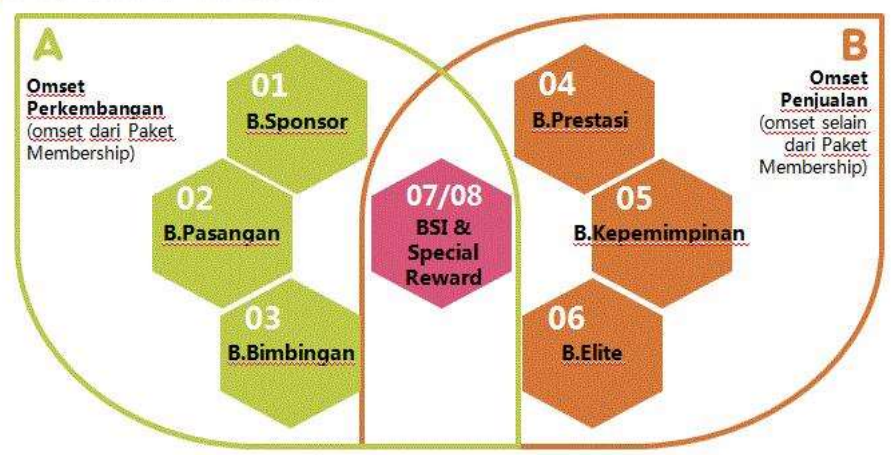 A
Omset
Perkembangan
(omset dari Paket
Membership)
01
B.Sponsor
02
B.Pasangan
03
B.Bimbingan
07/08
BSI &
Special
Reward
04
B.Prestasi
05
B.Kepemimpinan
06
B.Elite
B
Omset
Penjualan
(omset selain
dari Paket
Membership)